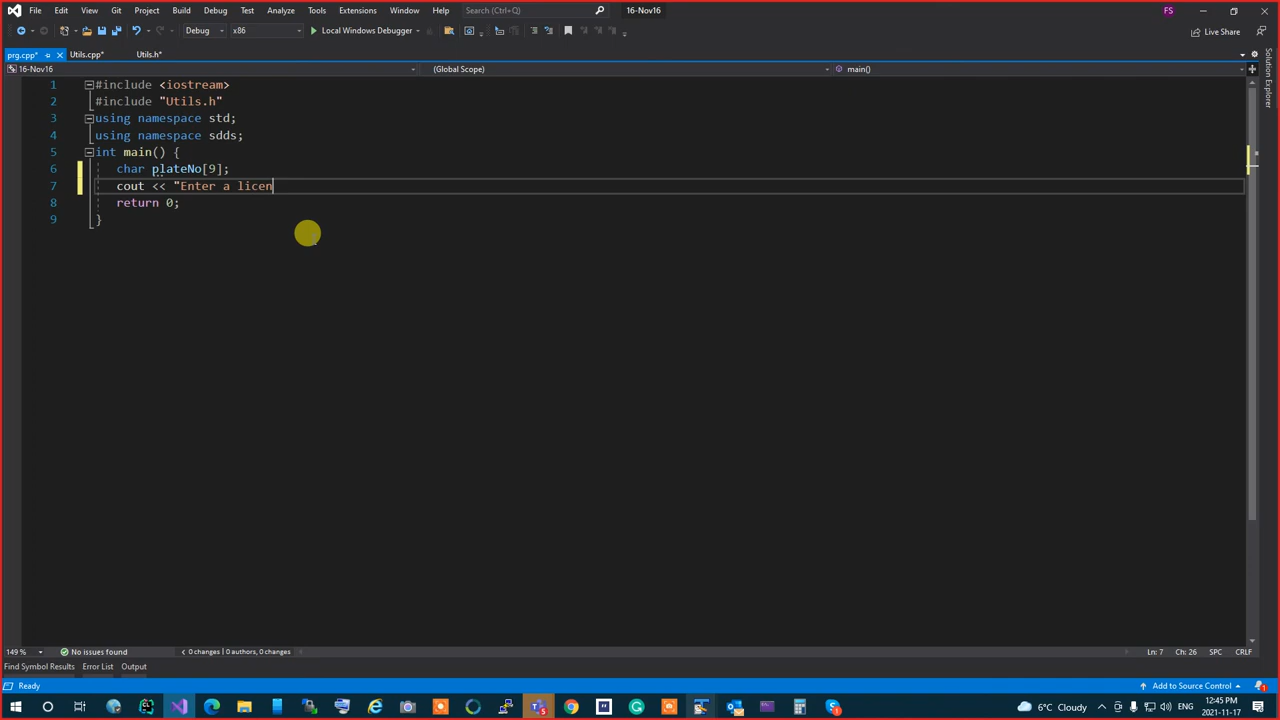 File Edit View Git Project Build Debug Test Analyze Tools Extensions Window Help Search (Ctrl+Q) 16-Nov16 FS
Debug x86 Local Windows Debugger Live Share
prg.cpp* Utils.cpp* Utils.h*
16-Nov16 (Global Scope) main()
Solution Explorer
1 #include <iostream>
2 #include "Utils.h"
3 using namespace std;
4 using namespace sdds;
5 int main() {
6 char plateNo[9];
7 cout << "Enter a licen
8 return 0;
9 }
149 % No issues found 0 changes | 0 authors, 0 changes Ln: 7 Ch: 26 SPC CRLF
Find Symbol Results Error List Output
Ready Add to Source Control 1
6°C Cloudy ENG 12:45 PM
2021-11-17